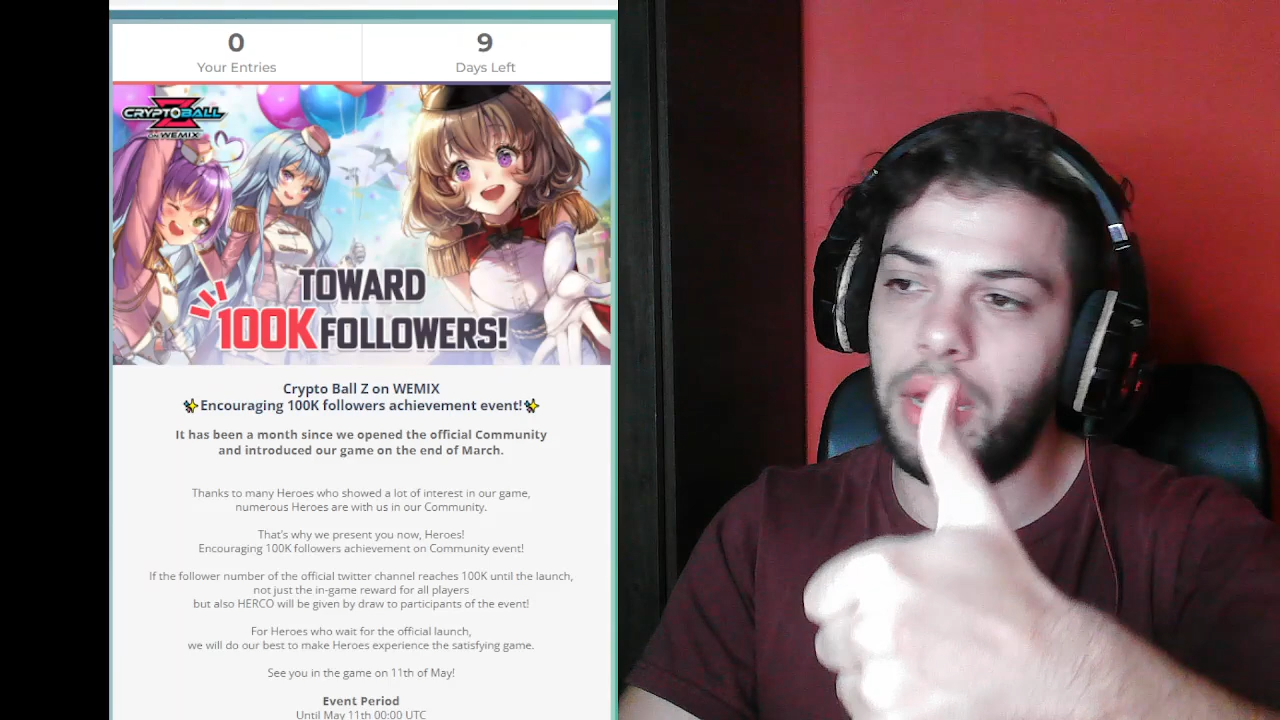 0
Your Entries
9
Days Left
CRYPTOBALL
Z
ON WEMIX
TOWARD
100K FOLLOWERS!
Crypto Ball Z on WEMIX
✨Encouraging 100K followers achievement event!✨
It has been a month since we opened the official Community
and introduced our game on the end of March.
Thanks to many Heroes who showed a lot of interest in our game,
numerous Heroes are with us in our Community.
That's why we present you now, Heroes!
Encouraging 100K followers achievement on Community event!
If the follower number of the official twitter channel reaches 100K until the launch,
not just the in-game reward for all players
but also HERCO will be given by draw to participants of the event!
For Heroes who wait for the official launch,
we will do our best to make Heroes experience the satisfying game.
See you in the game on 11th of May!
Event Period
Until May 11th 00:00 UTC